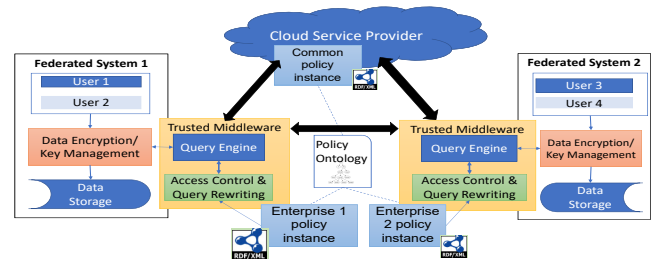 Cloud Service Provider
Common
policy
instance
RDF/XML
Federated System 1
User 1
User 2
Data Encryption/
Key Management
Data
Storage
Trusted Middleware
Query Engine
Access Control &
Query Rewriting
Policy
Ontology
Trusted Middleware
Query Engine
Access Control &
Query Rewriting
Federated System 2
User 3
User 4
Data Encryption/
Key Management
Data
Storage
Enterprise 1
policy
instance
RDF/XML
Enterprise
2 policy
instance
RDF/XML